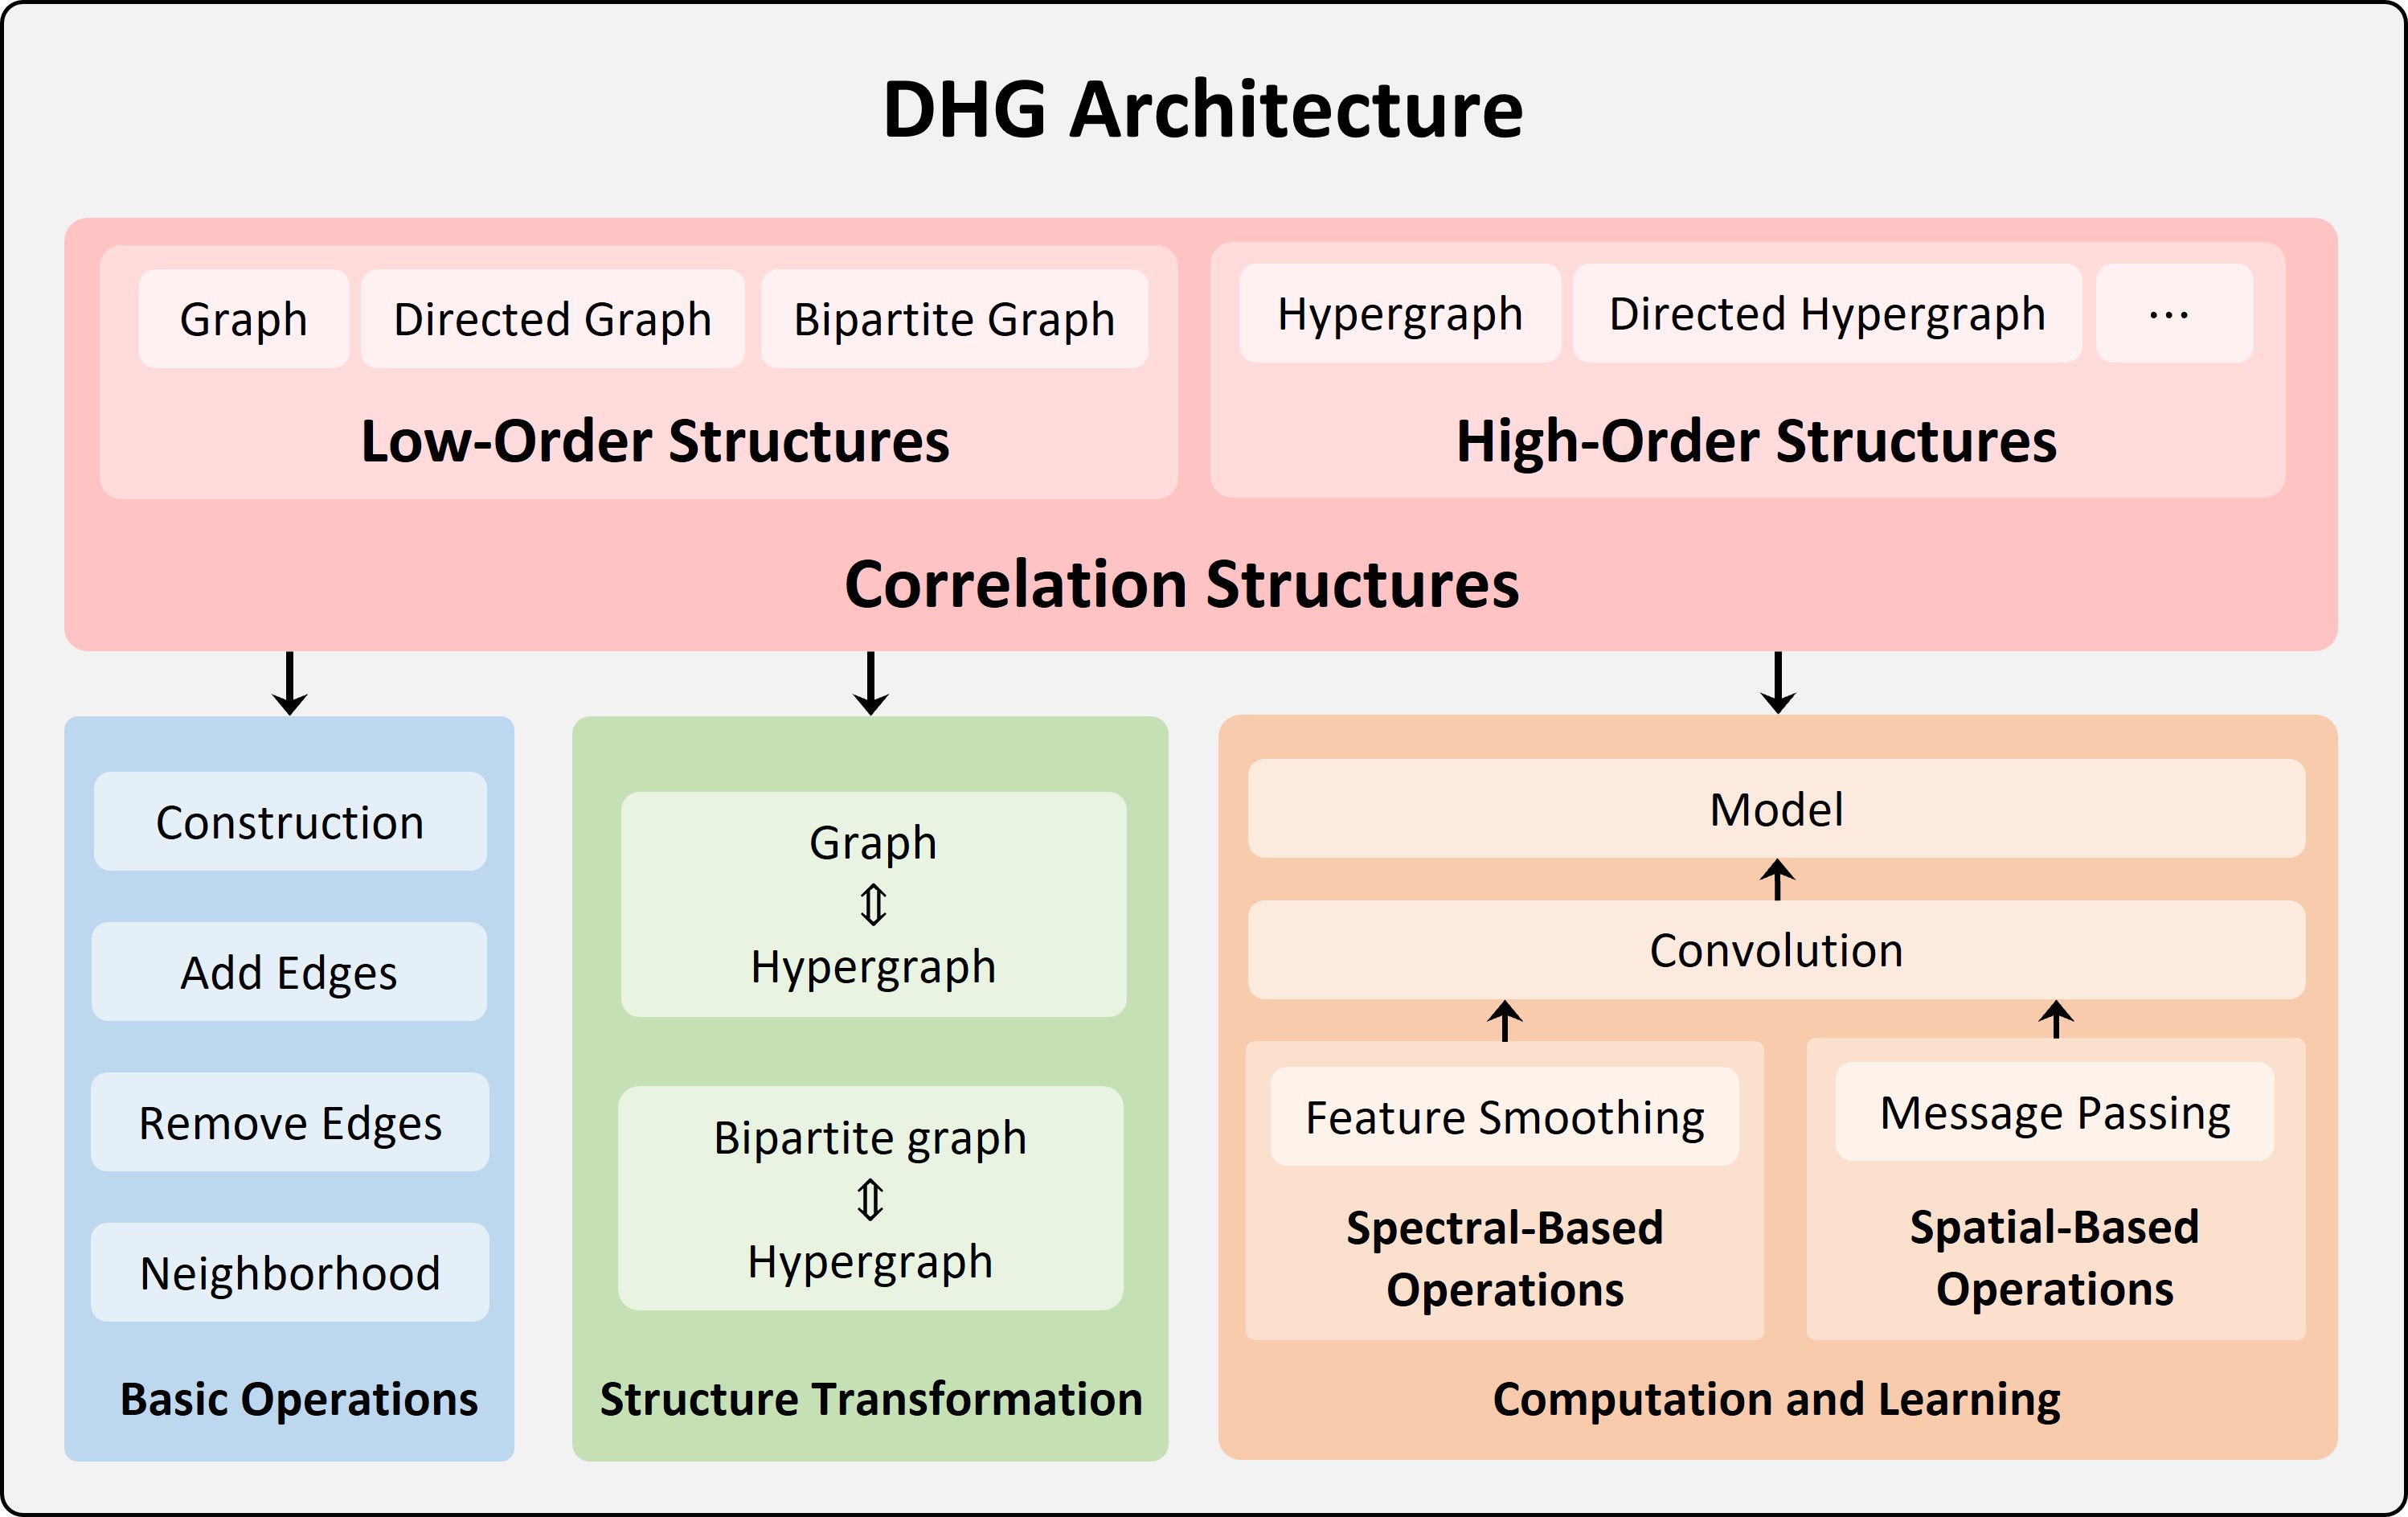 DHG Architecture
Graph
Directed Graph
Bipartite Graph
Low-Order Structures
Hypergraph
Directed Hypergraph
···
High-Order Structures
Correlation Structures
Construction
Add Edges
Remove Edges
Neighborhood
Basic Operations
Graph
⇕
Hypergraph
Bipartite graph
⇕
Hypergraph
Structure Transformation
Model
Convolution
Feature Smoothing
Spectral-Based
Operations
Message Passing
Spatial-Based
Operations
Computation and Learning